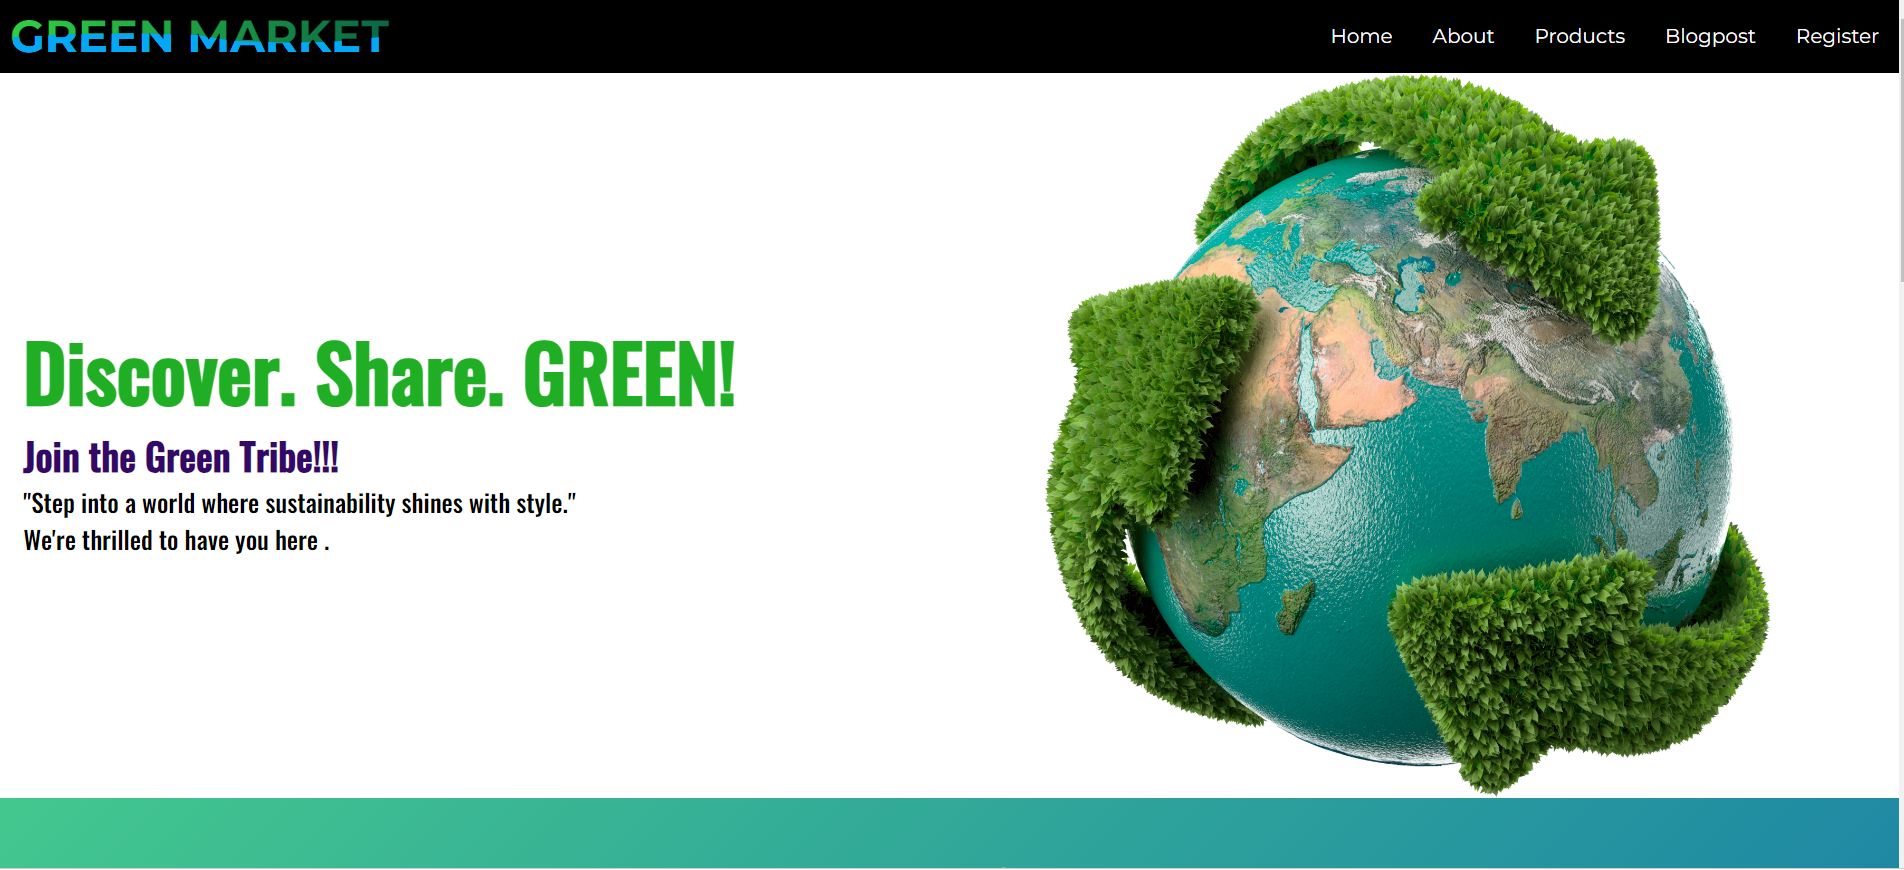 GREEN MARKET
Home About Products Blogpost Register
Discover. Share. GREEN!
Join the Green Tribe!!!
"Step into a world where sustainability shines with style."
We're thrilled to have you here .